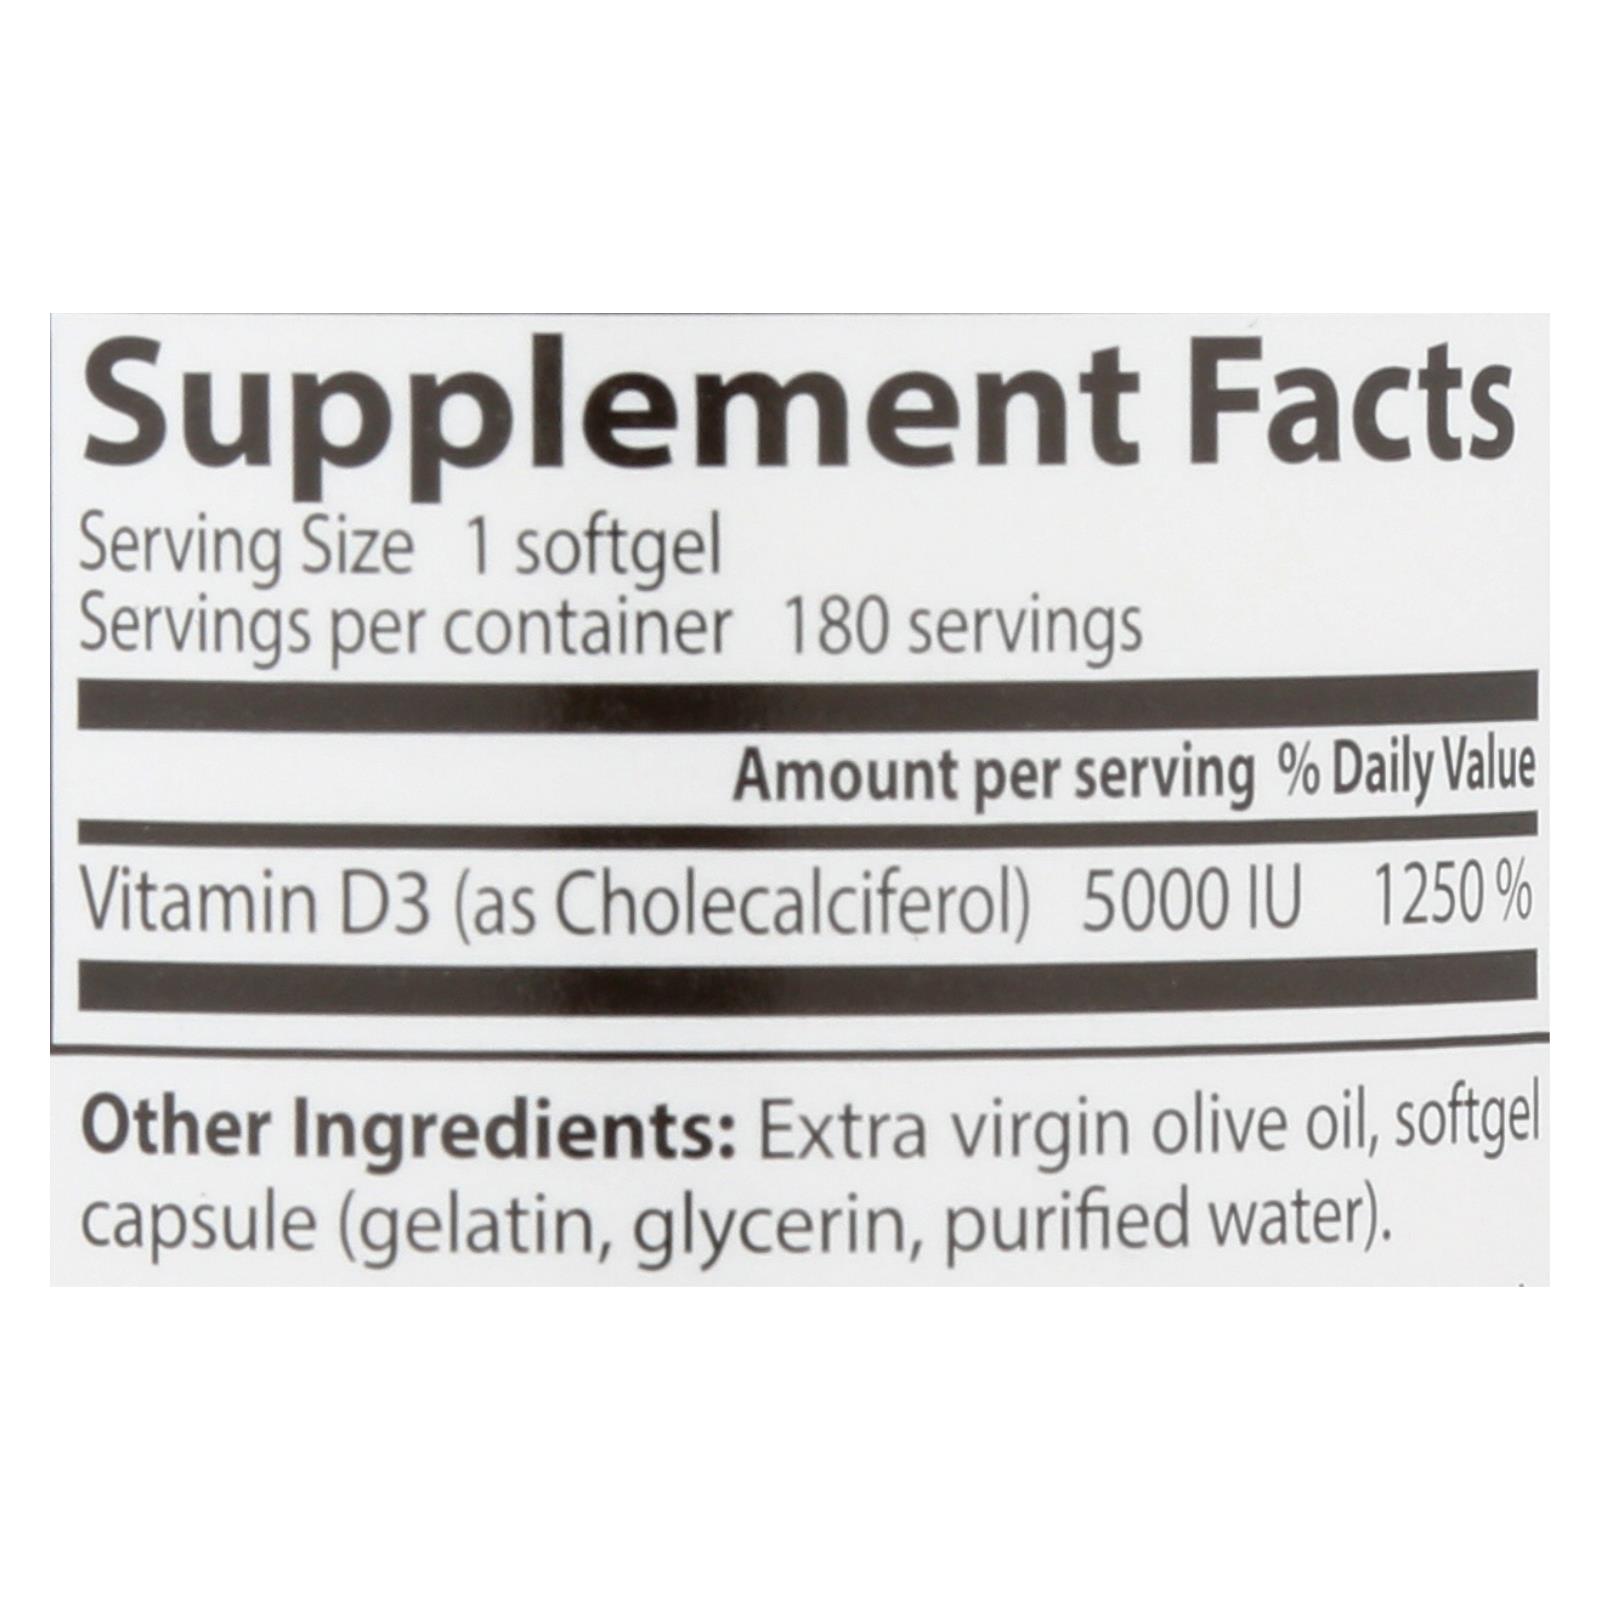 Supplement Facts
Serving Size 1 softgel
Servings per container 180 servings
Amount per serving % Daily Value
Vitamin D3 (as Cholecalciferol) 5000 IU 1250 %
Other Ingredients: Extra virgin olive oil, softgel
capsule (gelatin, glycerin, purified water).